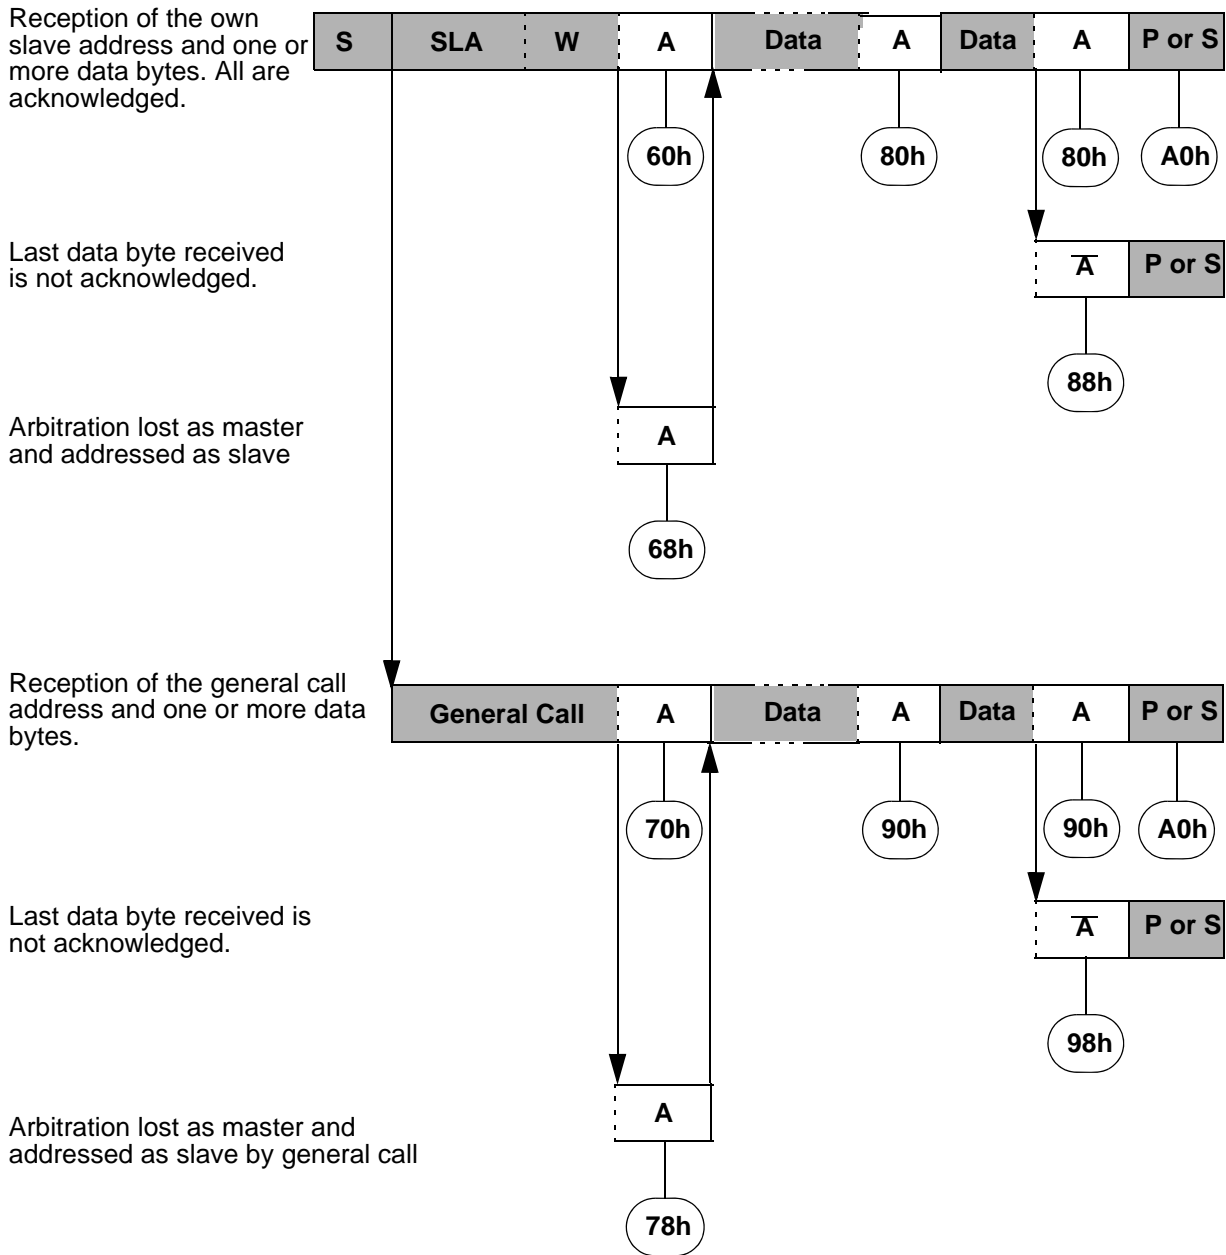 Reception of the own
slave address and one or
more data bytes. All are
acknowledged.
S SLA W A Data A Data A P or S
60h 80h 80h A0h
Last data byte received
is not acknowledged.
A̅ P or S
88h
Arbitration lost as master
and addressed as slave
A
68h
Reception of the general call
address and one or more data
bytes.
General Call A Data A Data A P or S
70h 90h 90h A0h
Last data byte received is
not acknowledged.
A̅ P or S
98h
Arbitration lost as master and
addressed as slave by general call
A
78h